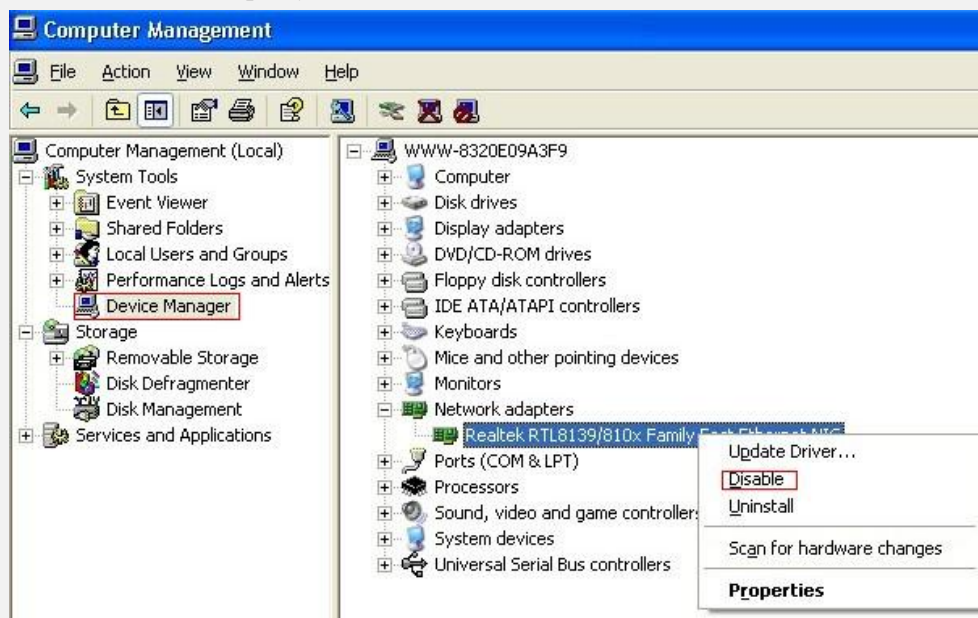 Computer Management
File Action View Window Help
Computer Management (Local)
System Tools
Event Viewer
Shared Folders
Local Users and Groups
Performance Logs and Alerts
Device Manager
Storage
Removable Storage
Disk Defragmenter
Disk Management
Services and Applications
WWW-8320E09A3F9
Computer
Disk drives
Display adapters
DVD/CD-ROM drives
Floppy disk controllers
IDE ATA/ATAPI controllers
Keyboards
Mice and other pointing devices
Monitors
Network adapters
Realtek RTL8139/810x Family Fast Ethernet NIC
Ports (COM & LPT)
Processors
Sound, video and game controllers
System devices
Universal Serial Bus controllers
Update Driver...
Disable
Uninstall
Scan for hardware changes
Properties